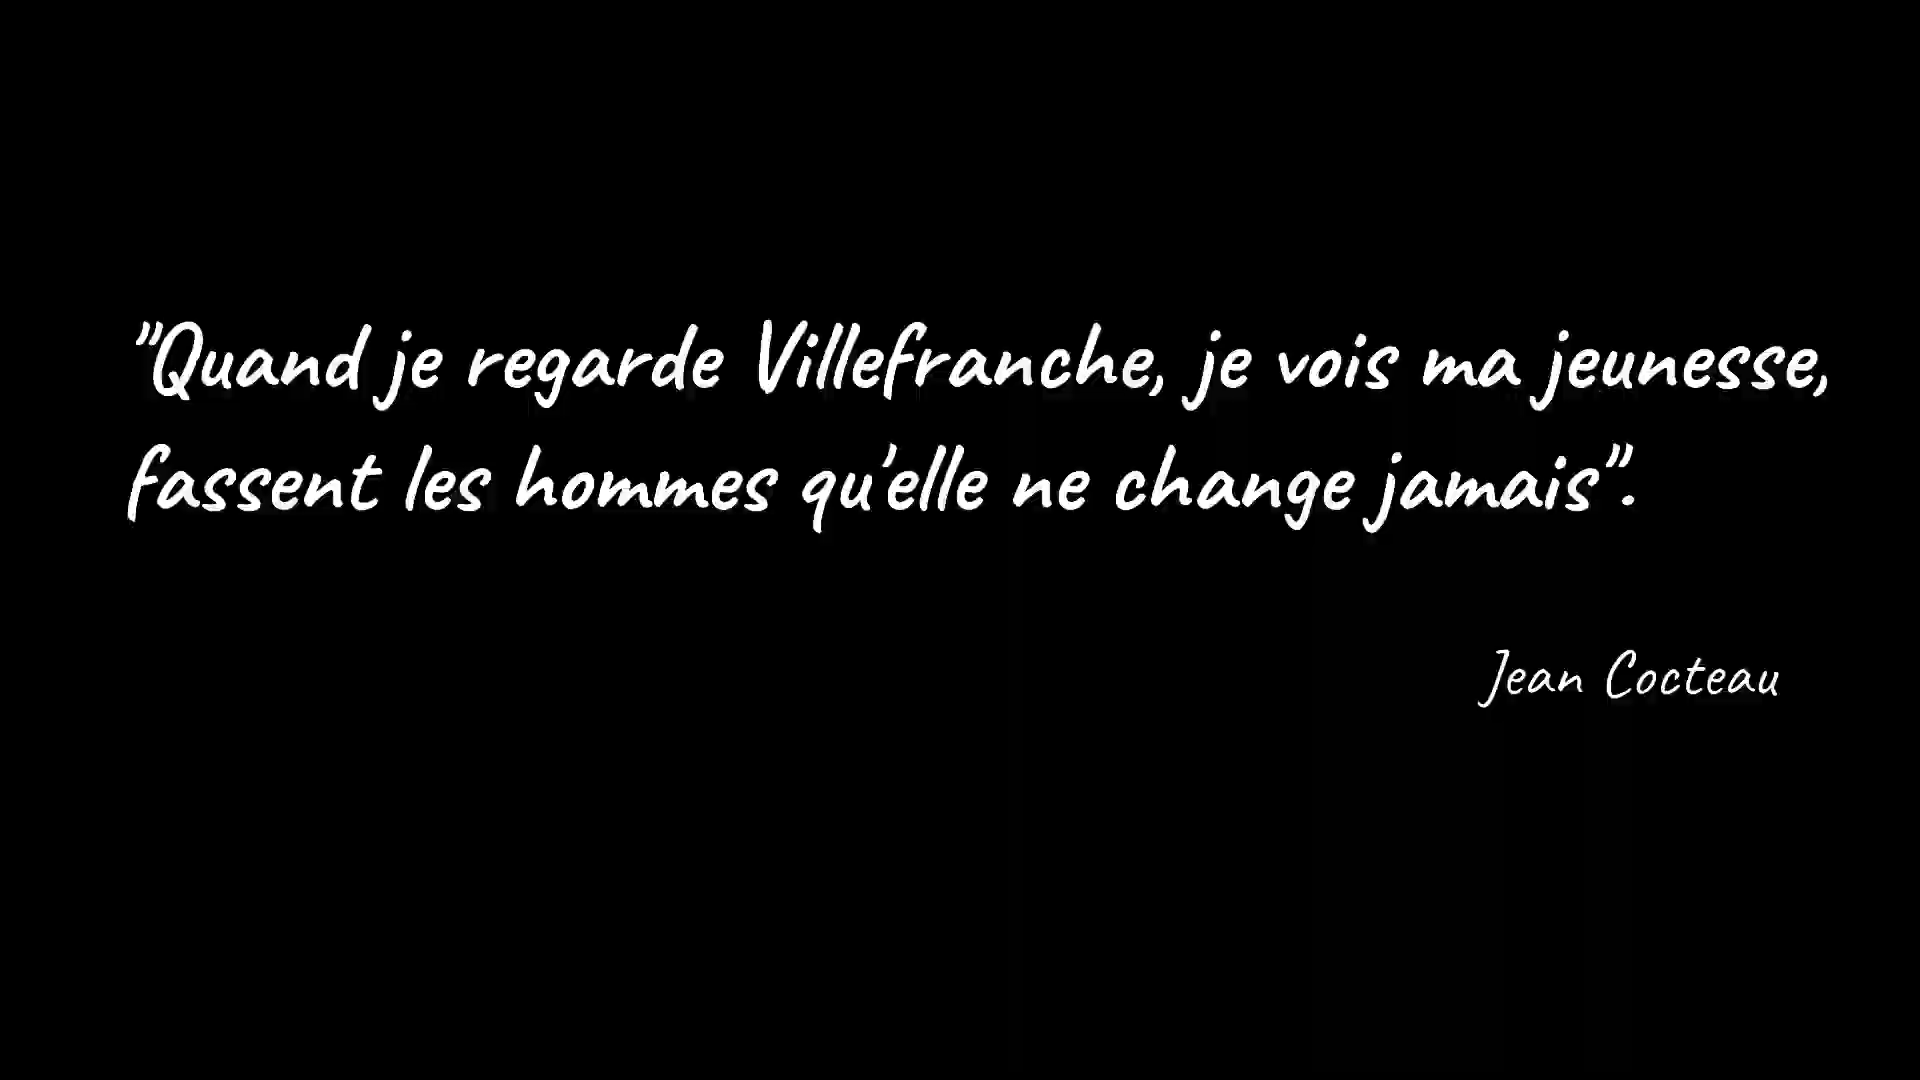 "Quand je regarde Villefranche, je vois ma jeunesse,
fassent les hommes qu'elle ne change jamais".
Jean Cocteau